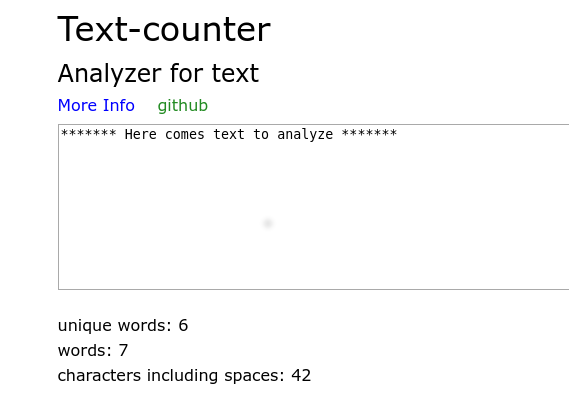 Text-counter
Analyzer for text
More Info github
******* Here comes text to analyze *******
unique words: 6
words: 7
characters including spaces: 42